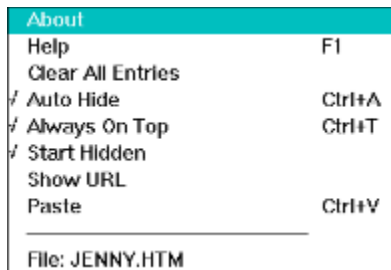 About
Help F1
Clear All Entries
√ Auto Hide Ctrl+A
√ Always On Top Ctrl+T
√ Start Hidden
Show URL
Paste Ctrl+V
File: JENNY.HTM